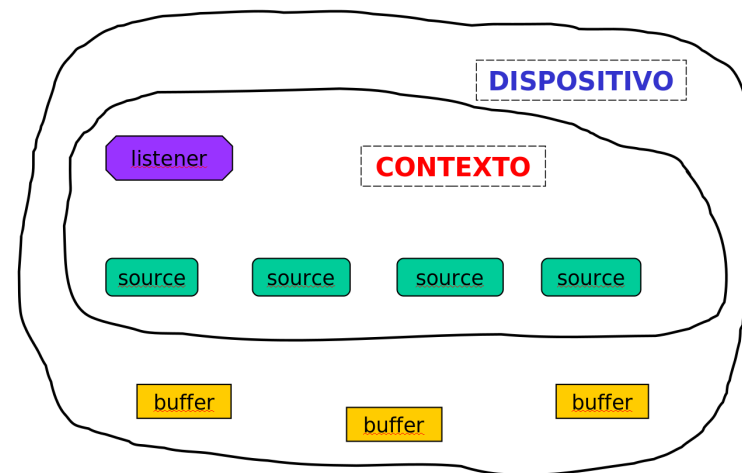 DISPOSITIVO
listener
CONTEXTO
source source source source
buffer buffer buffer